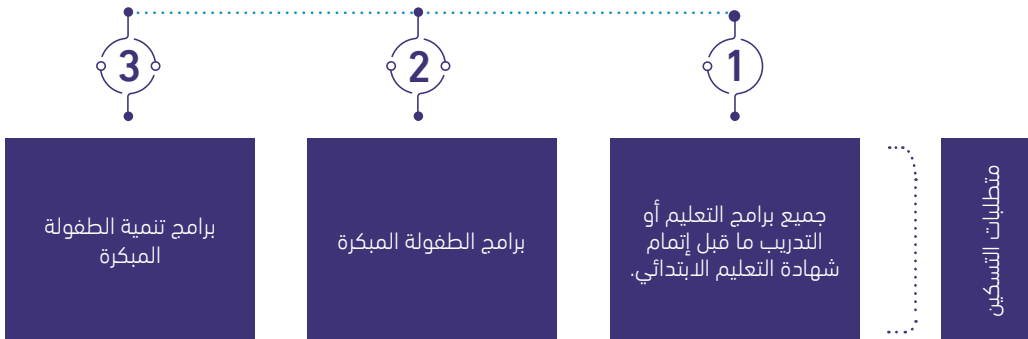 1
2
3
متطلبات التسكين
جميع برامج التعليم أو
التدريب ما قبل إتمام
شهادة التعليم الابتدائي.
برامج الطفولة المبكرة
برامج تنمية الطفولة
المبكرة